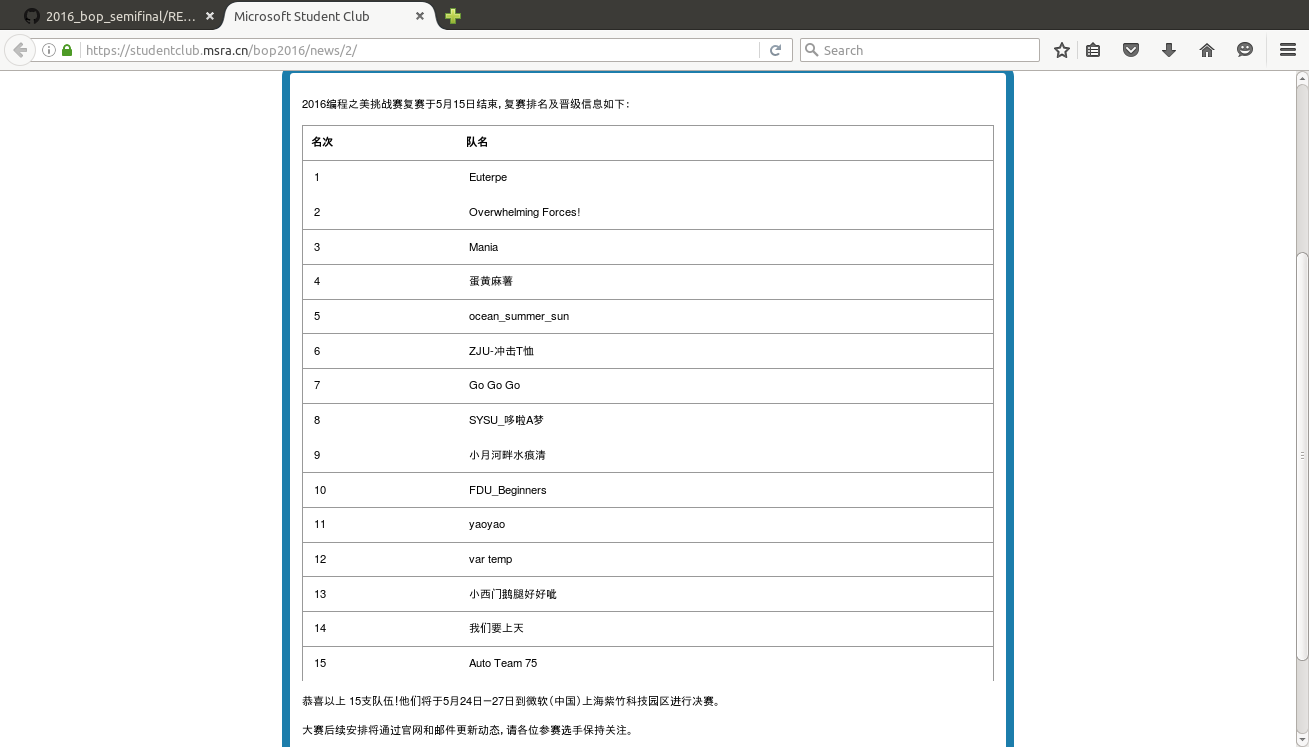 2016_bop_semifinal/RE... Microsoft Student Club
https://studentclub.msra.cn/bop2016/news/2/ Search
2016编程之美挑战赛复赛于5月15日结束，复赛排名及晋级信息如下：
名次 队名
1 Euterpe
2 Overwhelming Forces!
3 Mania
4 蛋黄麻薯
5 ocean_summer_sun
6 ZJU-冲击T恤
7 Go Go Go
8 SYSU_哆啦A梦
9 小月河畔水痕清
10 FDU_Beginners
11 yaoyao
12 var temp
13 小西门鹅腿好好呲
14 我们要上天
15 Auto Team 75
恭喜以上 15支队伍！他们将于5月24日—27日到微软（中国）上海紫竹科技园区进行决赛。
大赛后续安排将通过官网和邮件更新动态，请各位参赛选手保持关注。